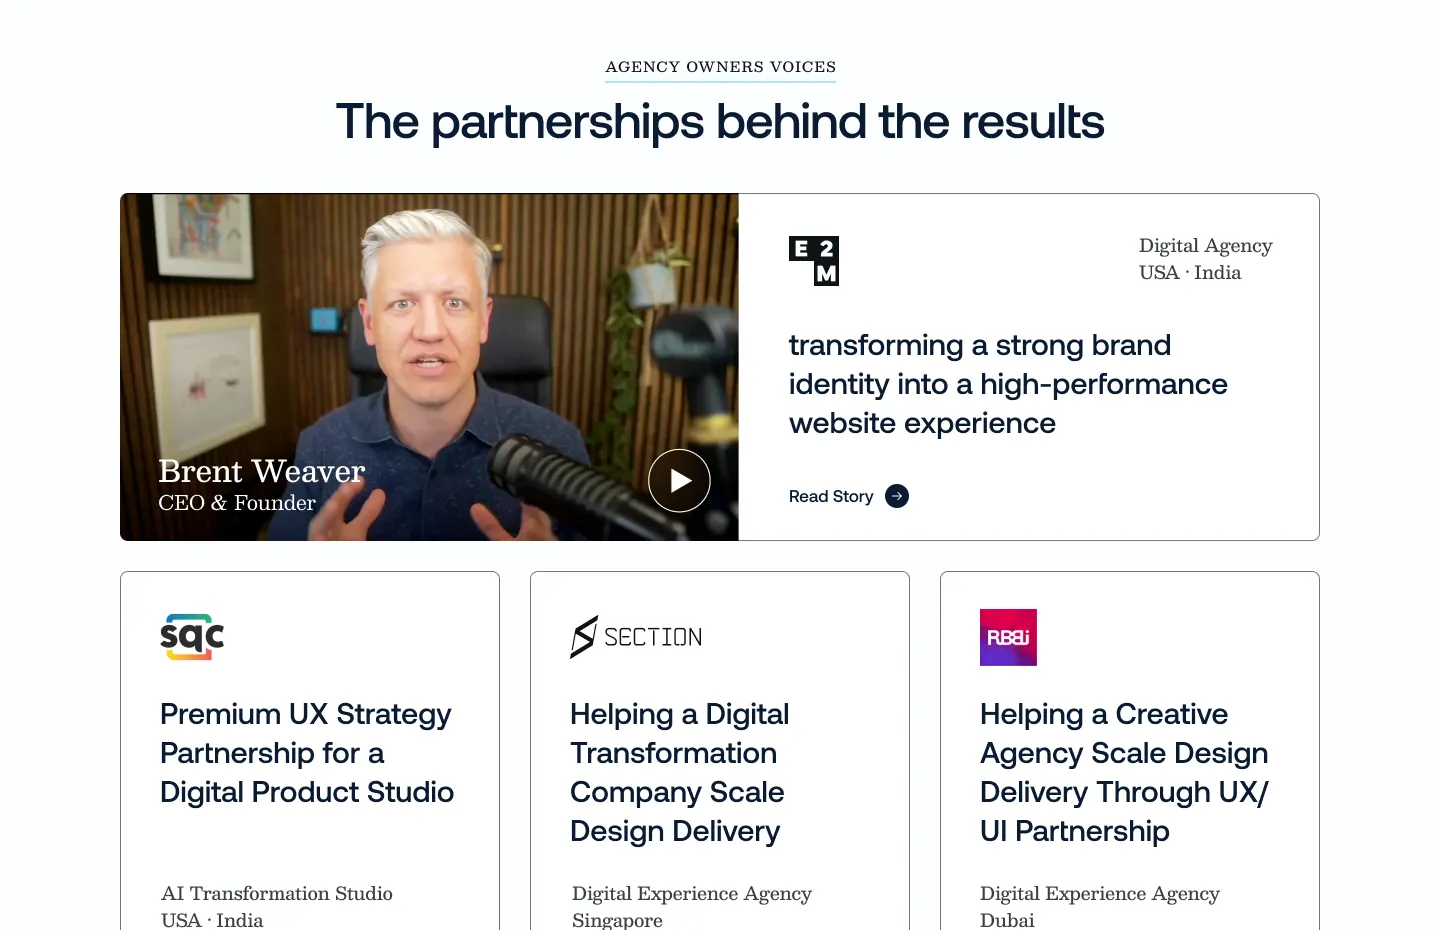 AGENCY OWNERS VOICES
The partnerships behind the results
Brent Weaver
CEO & Founder
E2
M
Digital Agency
USA · India
transforming a strong brand
identity into a high-performance
website experience
Read Story
sqc
Premium UX Strategy
Partnership for a
Digital Product Studio
AI Transformation Studio
USA · India
SECTION
Helping a Digital
Transformation
Company Scale
Design Delivery
Digital Experience Agency
Singapore
RBBi
Helping a Creative
Agency Scale Design
Delivery Through UX/
UI Partnership
Digital Experience Agency
Dubai